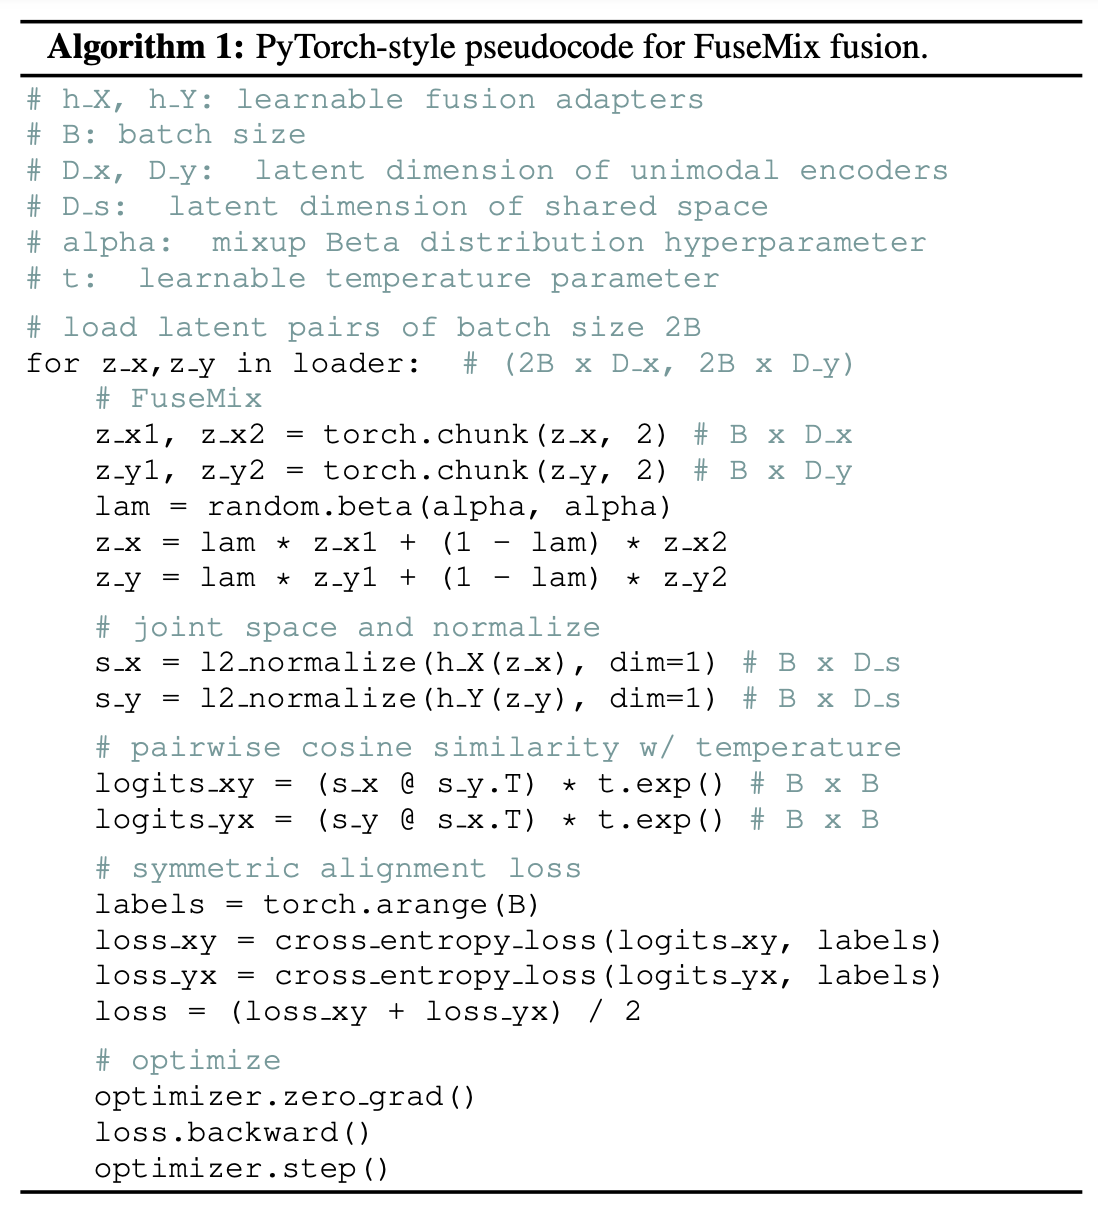 Algorithm 1: PyTorch-style pseudocode for FuseMix fusion.
# h_X, h_Y: learnable fusion adapters
# B: batch size
# D_x, D_y:  latent dimension of unimodal encoders
# D_s:  latent dimension of shared space
# alpha:  mixup Beta distribution hyperparameter
# t:  learnable temperature parameter
# load latent pairs of batch size 2B
for z_x,z_y in loader:  # (2B x D_x, 2B x D_y)
    # FuseMix
    z_x1, z_x2 = torch.chunk(z_x, 2) # B x D_x
    z_y1, z_y2 = torch.chunk(z_y, 2) # B x D_y
    lam = random.beta(alpha, alpha)
    z_x = lam * z_x1 + (1 - lam) * z_x2
    z_y = lam * z_y1 + (1 - lam) * z_y2
    # joint space and normalize
    s_x = l2_normalize(h_X(z_x), dim=1) # B x D_s
    s_y = l2_normalize(h_Y(z_y), dim=1) # B x D_s
    # pairwise cosine similarity w/ temperature
    logits_xy = (s_x @ s_y.T) * t.exp() # B x B
    logits_yx = (s_y @ s_x.T) * t.exp() # B x B
    # symmetric alignment loss
    labels = torch.arange(B)
    loss_xy = cross_entropy_loss(logits_xy, labels)
    loss_yx = cross_entropy_loss(logits_yx, labels)
    loss = (loss_xy + loss_yx) / 2
    # optimize
    optimizer.zero_grad()
    loss.backward()
    optimizer.step()